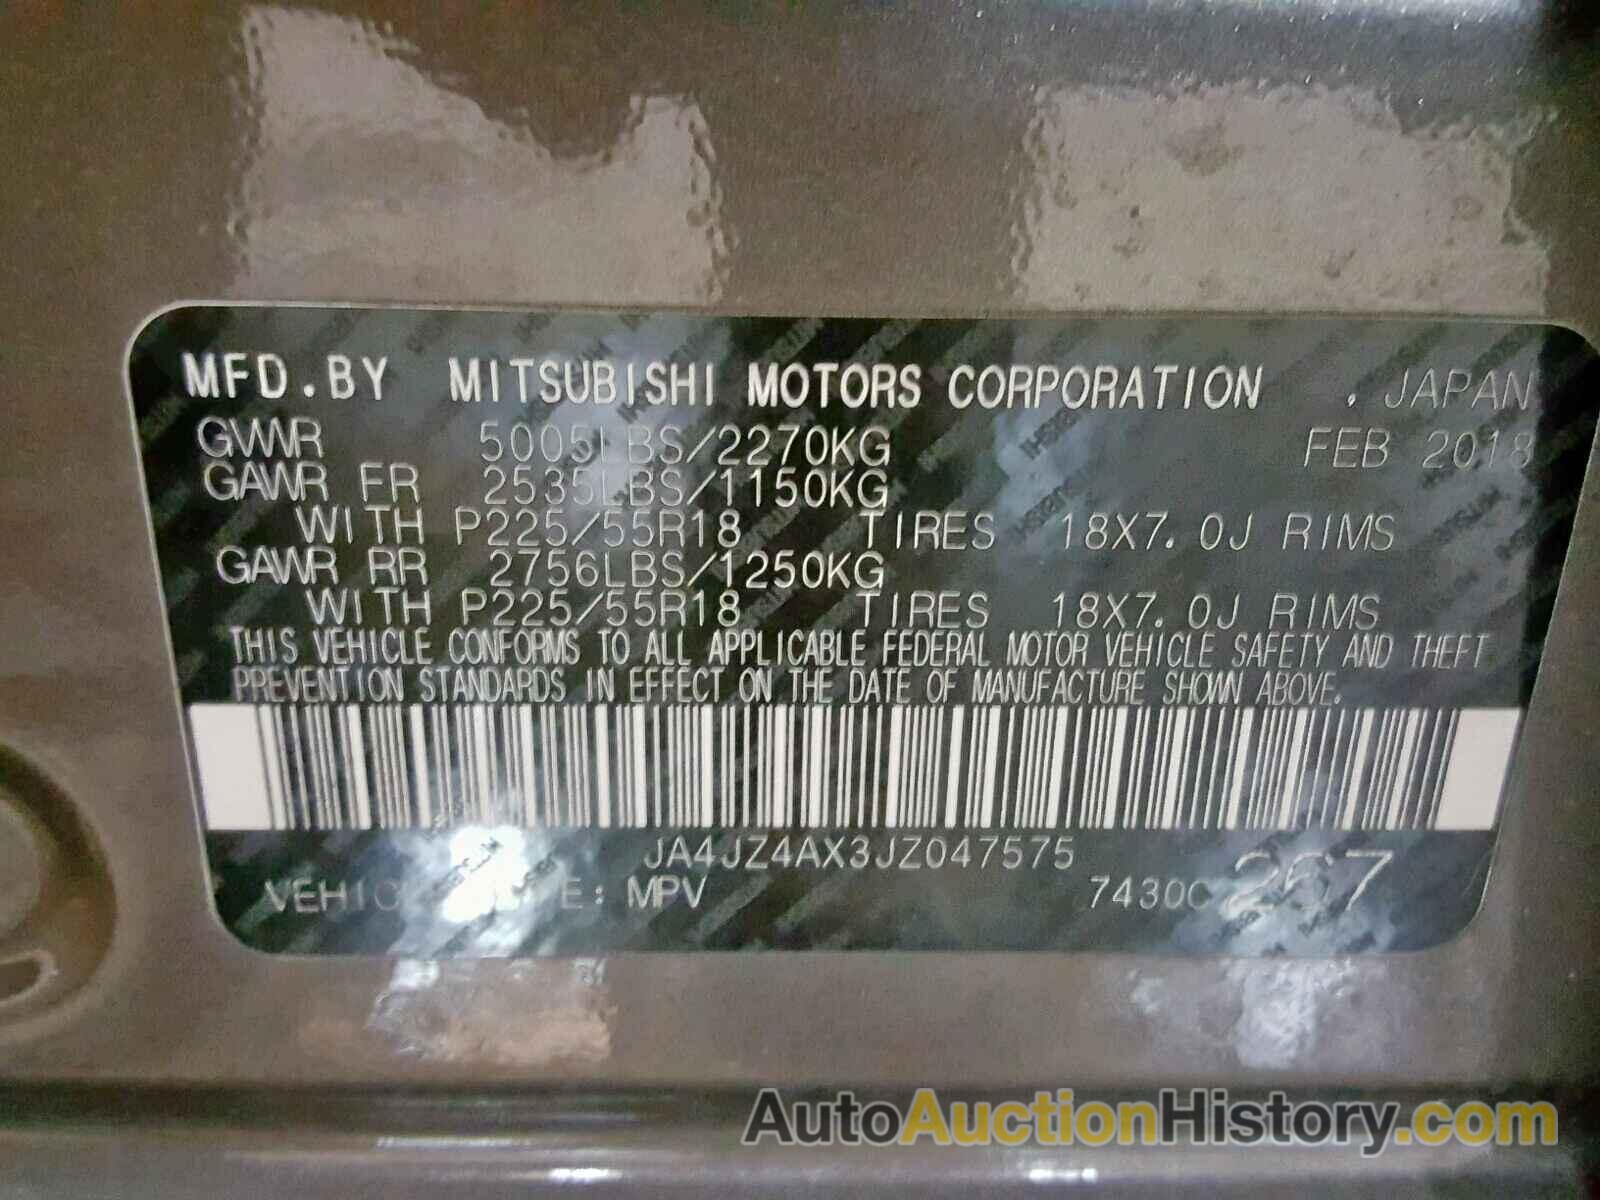 MFD.BY MITSUBISHI MOTORS CORPORATION . JAPAN
GVWR 5005LBS/2270KG FEB 2018
GAWR FR 2535LBS/1150KG
WITH P225/55R18 TIRES 18X7.0J RIMS
GAWR RR 2756LBS/1250KG
WITH P225/55R18 TIRES 18X7.0J RIMS
THIS VEHICLE CONFORMS TO ALL APPLICABLE FEDERAL MOTOR VEHICLE SAFETY AND THEFT
PREVENTION STANDARDS IN EFFECT ON THE DATE OF MANUFACTURE SHOWN ABOVE.
JA4JZ4AX3JZ047575
MPV 7430C 267
AutoAuctionHistory.com